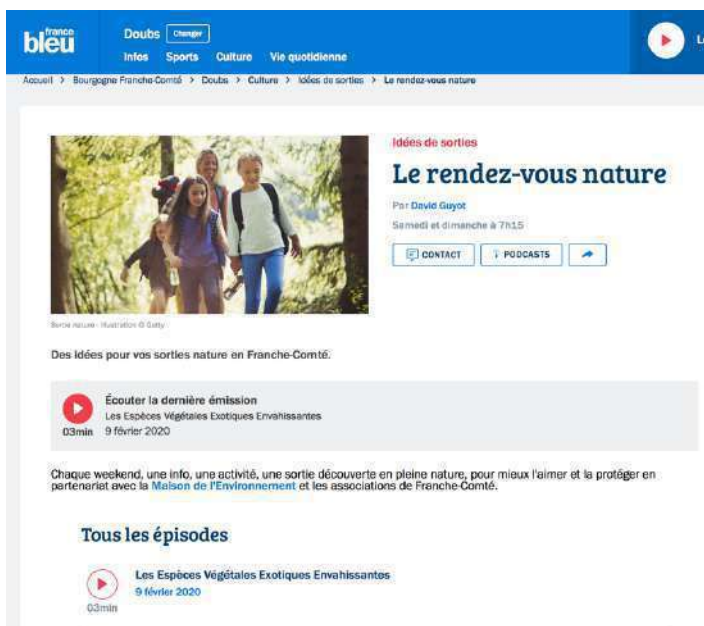 france
bleu
Doubs Changer
Infos Sports Culture Vie quotidienne
Accueil > Bourgogne Franche-Comté > Doubs > Culture > Idées de sorties > Le rendez-vous nature
Idées de sorties
Le rendez-vous nature
Par David Guyot
Samedi et dimanche à 7h15
CONTACT PODCASTS
Sortie nature - Illustration © Getty
Des idées pour vos sorties nature en Franche-Comté.
Écouter la dernière émission
Les Espèces Végétales Exotiques Envahissantes
03min 9 février 2020
Chaque weekend, une info, une activité, une sortie découverte en pleine nature, pour mieux l'aimer et la protéger en
partenariat avec la Maison de l'Environnement et les associations de Franche-Comté.
Tous les épisodes
Les Espèces Végétales Exotiques Envahissantes
9 février 2020
03min